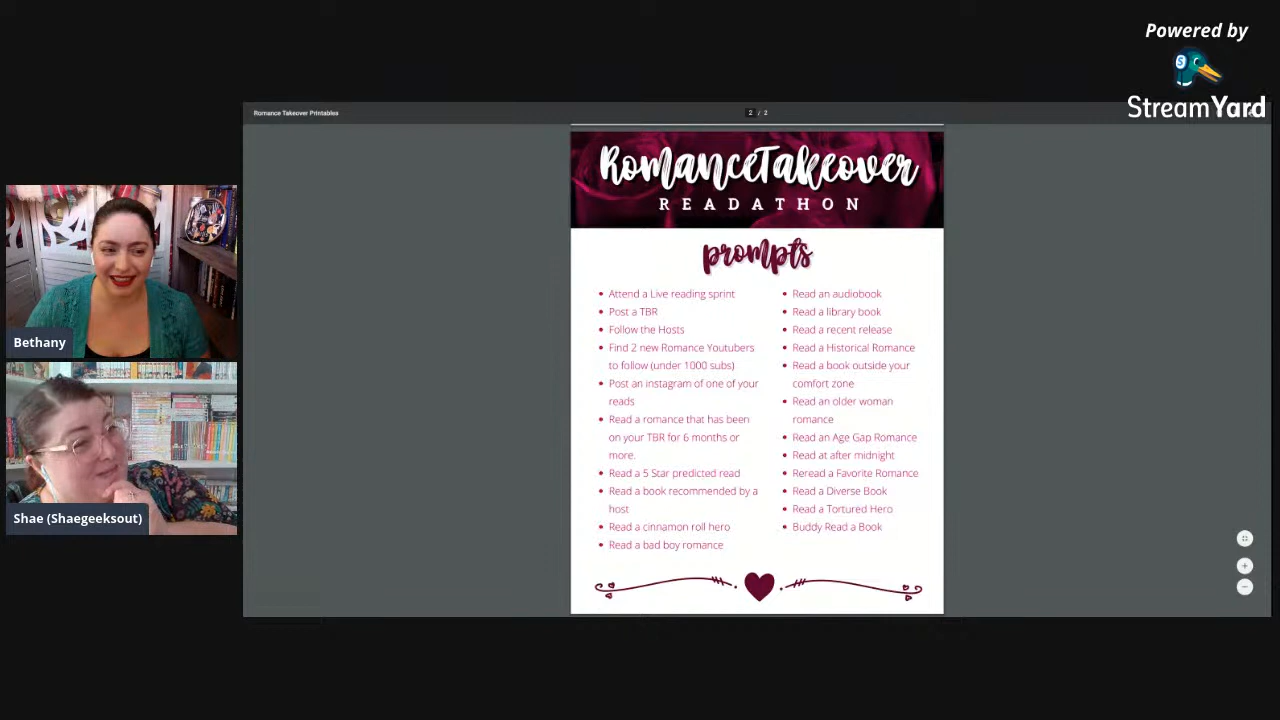 Powered by
StreamYard
Romance Takeover Printables
2 / 2
RomanceTakeover
READATHON
prompts
• Attend a Live reading sprint
• Post a TBR
• Follow the Hosts
• Find 2 new Romance Youtubers
to follow (under 1000 subs)
• Post an instagram of one of your
reads
• Read a romance that has been
on your TBR for 6 months or
more.
• Read a 5 Star predicted read
• Read a book recommended by a
host
• Read a cinnamon roll hero
• Read a bad boy romance
• Read an audiobook
• Read a library book
• Read a recent release
• Read a Historical Romance
• Read a book outside your
comfort zone
• Read an older woman
romance
• Read an Age Gap Romance
• Read at after midnight
• Reread a Favorite Romance
• Read a Diverse Book
• Read a Tortured Hero
• Buddy Read a Book
Bethany
Shae (Shaegeeksout)